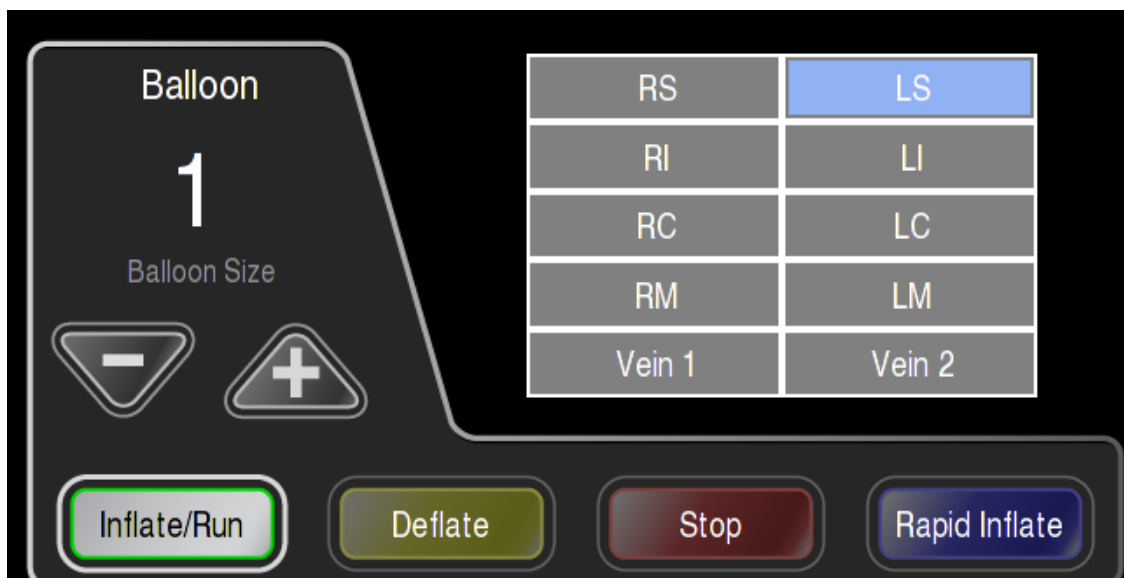 Balloon
1
Balloon Size
-
+
RS LS
RI LI
RC LC
RM LM
Vein 1 Vein 2
Inflate/Run Deflate Stop Rapid Inflate